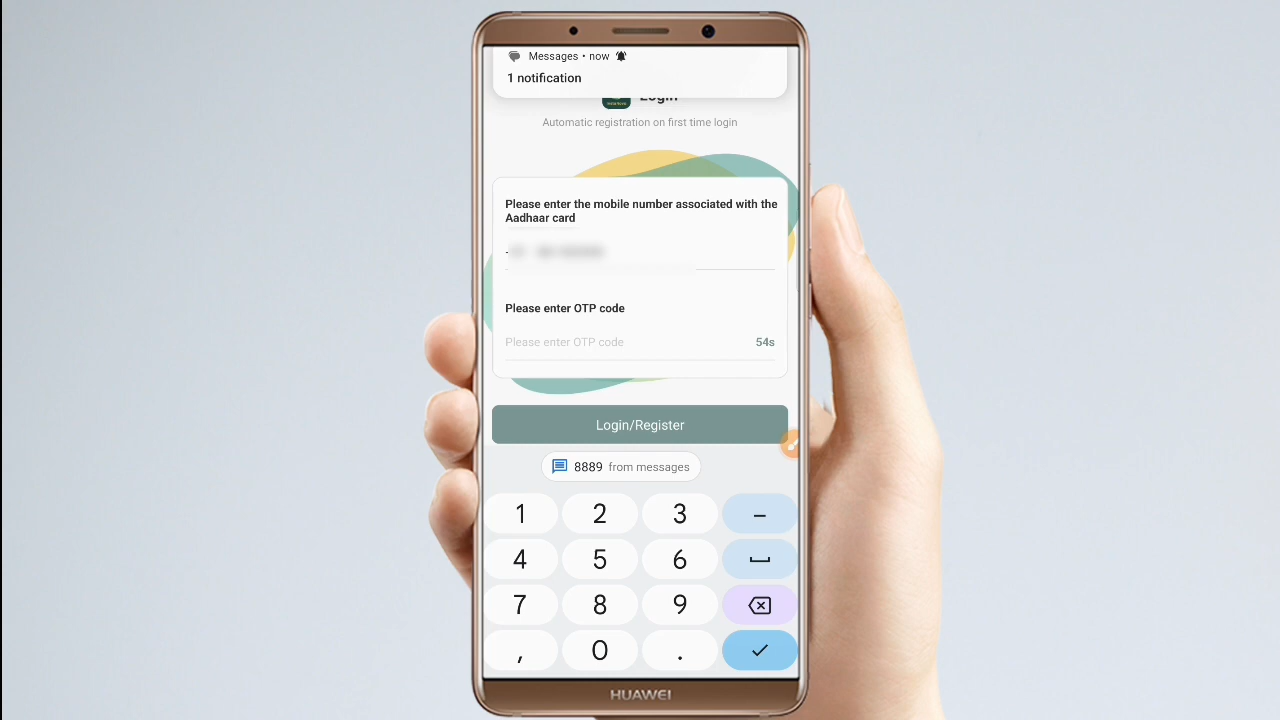 Messages • now
1 notification
Login
Automatic registration on first time login
Please enter the mobile number associated with the
Aadhaar card
Please enter OTP code
Please enter OTP code 54s
Login/Register
8889 from messages
1 2 3 –
4 5 6
7 8 9
, 0 .
HUAWEI